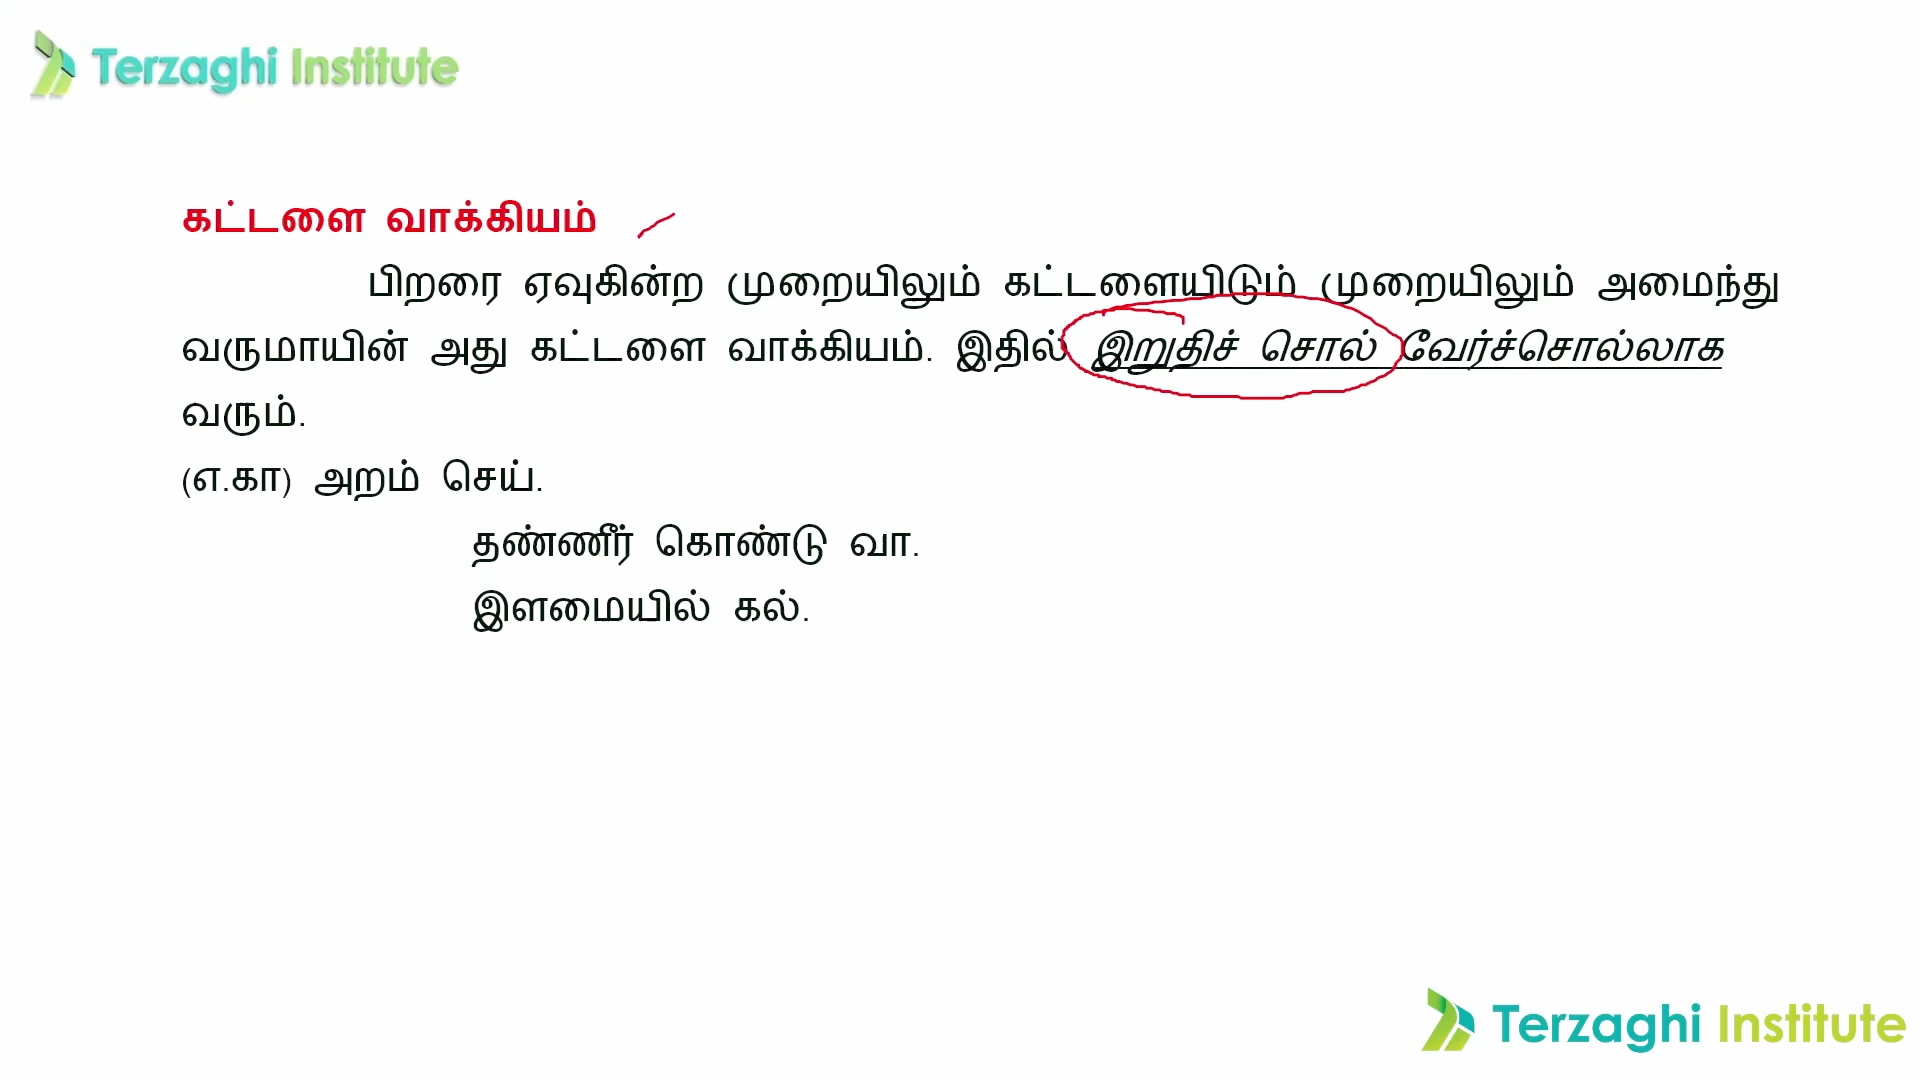 Terzaghi Institute
கட்டளை வாக்கியம்
பிறரை ஏவுகின்ற முறையிலும் கட்டளையிடும் முறையிலும் அமைந்து
வருமாயின் அது கட்டளை வாக்கியம். இதில் இறுதிச் சொல் வேர்ச்சொல்லாக
வரும்.
(எ.கா) அறம் செய்.
தண்ணீர் கொண்டு வா.
இளமையில் கல்.
Terzaghi Institute